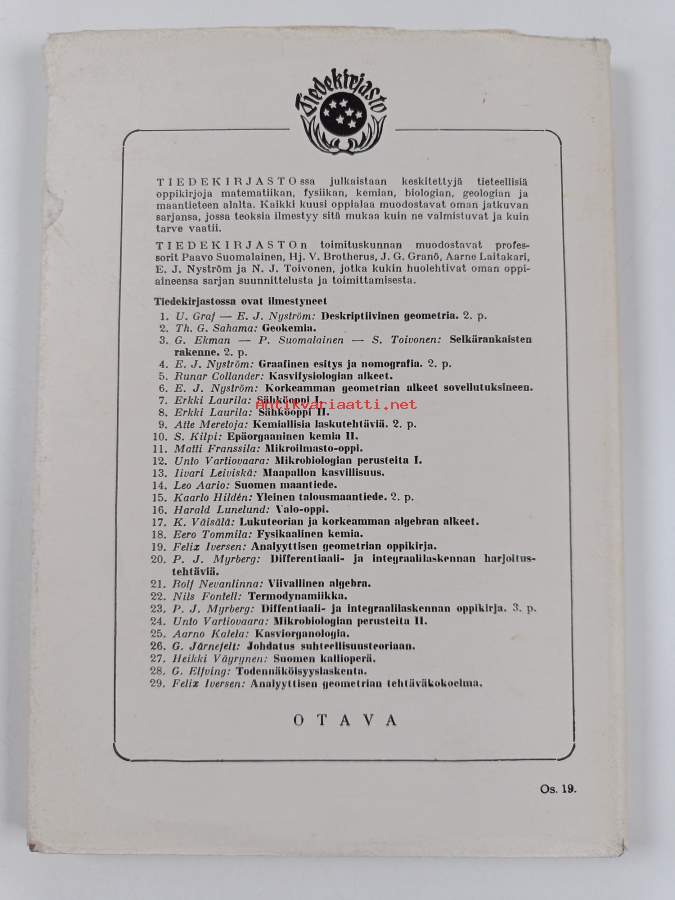 Tiedekirjasto
TIEDEKIRJASTOssa julkaistaan keskitettyjä tieteellisiä
oppikirjoja matematiikan, fysiikan, kemian, biologian, geologian ja
maantieteen alalta. Kaikki kuusi oppialaa muodostavat oman jatkuvan
sarjansa, jossa teoksia ilmestyy sitä mukaa kuin ne valmistuvat ja kuin
tarve vaatii.
TIEDEKIRJASTOn toimituskunnan muodostavat profes-
sorit Paavo Suomalainen, Hj. V. Brotherus, J. G. Granö, Aarne Laitakari,
E. J. Nyström ja N. J. Toivonen, jotka kukin huolehtivat oman oppi-
aineensa sarjan suunnittelusta ja toimittamisesta.
Tiedekirjastossa ovat ilmestyneet
1. U. Graf — E. J. Nyström: Deskriptiivinen geometria. 2. p.
2. Th. G. Sahama: Geokemia.
3. G. Ekman — P. Suomalainen — S. Toivonen: Selkärankaisten
rakenne. 2. p.
4. E. J. Nyström: Graafinen esitys ja nomografia. 2. p.
5. Runar Collander: Kasvifysiologian alkeet.
6. E. J. Nyström: Korkeamman geometrian alkeet sovellutuksineen.
7. Erkki Laurila: Sähköoppi I.
antikvariaatti.net
8. Erkki Laurila: Sähköoppi II.
9. Atte Meretoja: Kemiallisia laskutehtäviä. 2. p.
10. S. Kilpi: Epäorgaaninen kemia II.
11. Matti Franssila: Mikroilmasto-oppi.
12. Unto Vartiovaara: Mikrobiologian perusteita I.
13. Iivari Leiviskä: Maapallon kasvillisuus.
14. Leo Aario: Suomen maantiede.
15. Kaarlo Hildén: Yleinen talousmaantiede. 2. p.
16. Harald Lunelund: Valo-oppi.
17. K. Väisälä: Lukuteorian ja korkeamman algebran alkeet.
18. Eero Tommila: Fysikaalinen kemia.
19. Felix Iversen: Analyyttisen geometrian oppikirja.
20. P. J. Myrberg: Differentiaali- ja integraalilaskennan harjoitus-
tehtäviä.
21. Rolf Nevanlinna: Viivallinen algebra.
22. Nils Fontell: Termodynamiikka.
23. P. J. Myrberg: Diffentiaali- ja integraalilaskennan oppikirja. 3. p.
24. Unto Vartiovaara: Mikrobiologian perusteita II.
25. Aarno Kalela: Kasviorganologia.
26. G. Järnefelt: Johdatus suhteellisuusteoriaan.
27. Heikki Väyrynen: Suomen kallioperä.
28. G. Elfving: Todennäköisyyslaskenta.
29. Felix Iversen: Analyyttisen geometrian tehtäväkokoelma.
OTAVA
Os. 19.